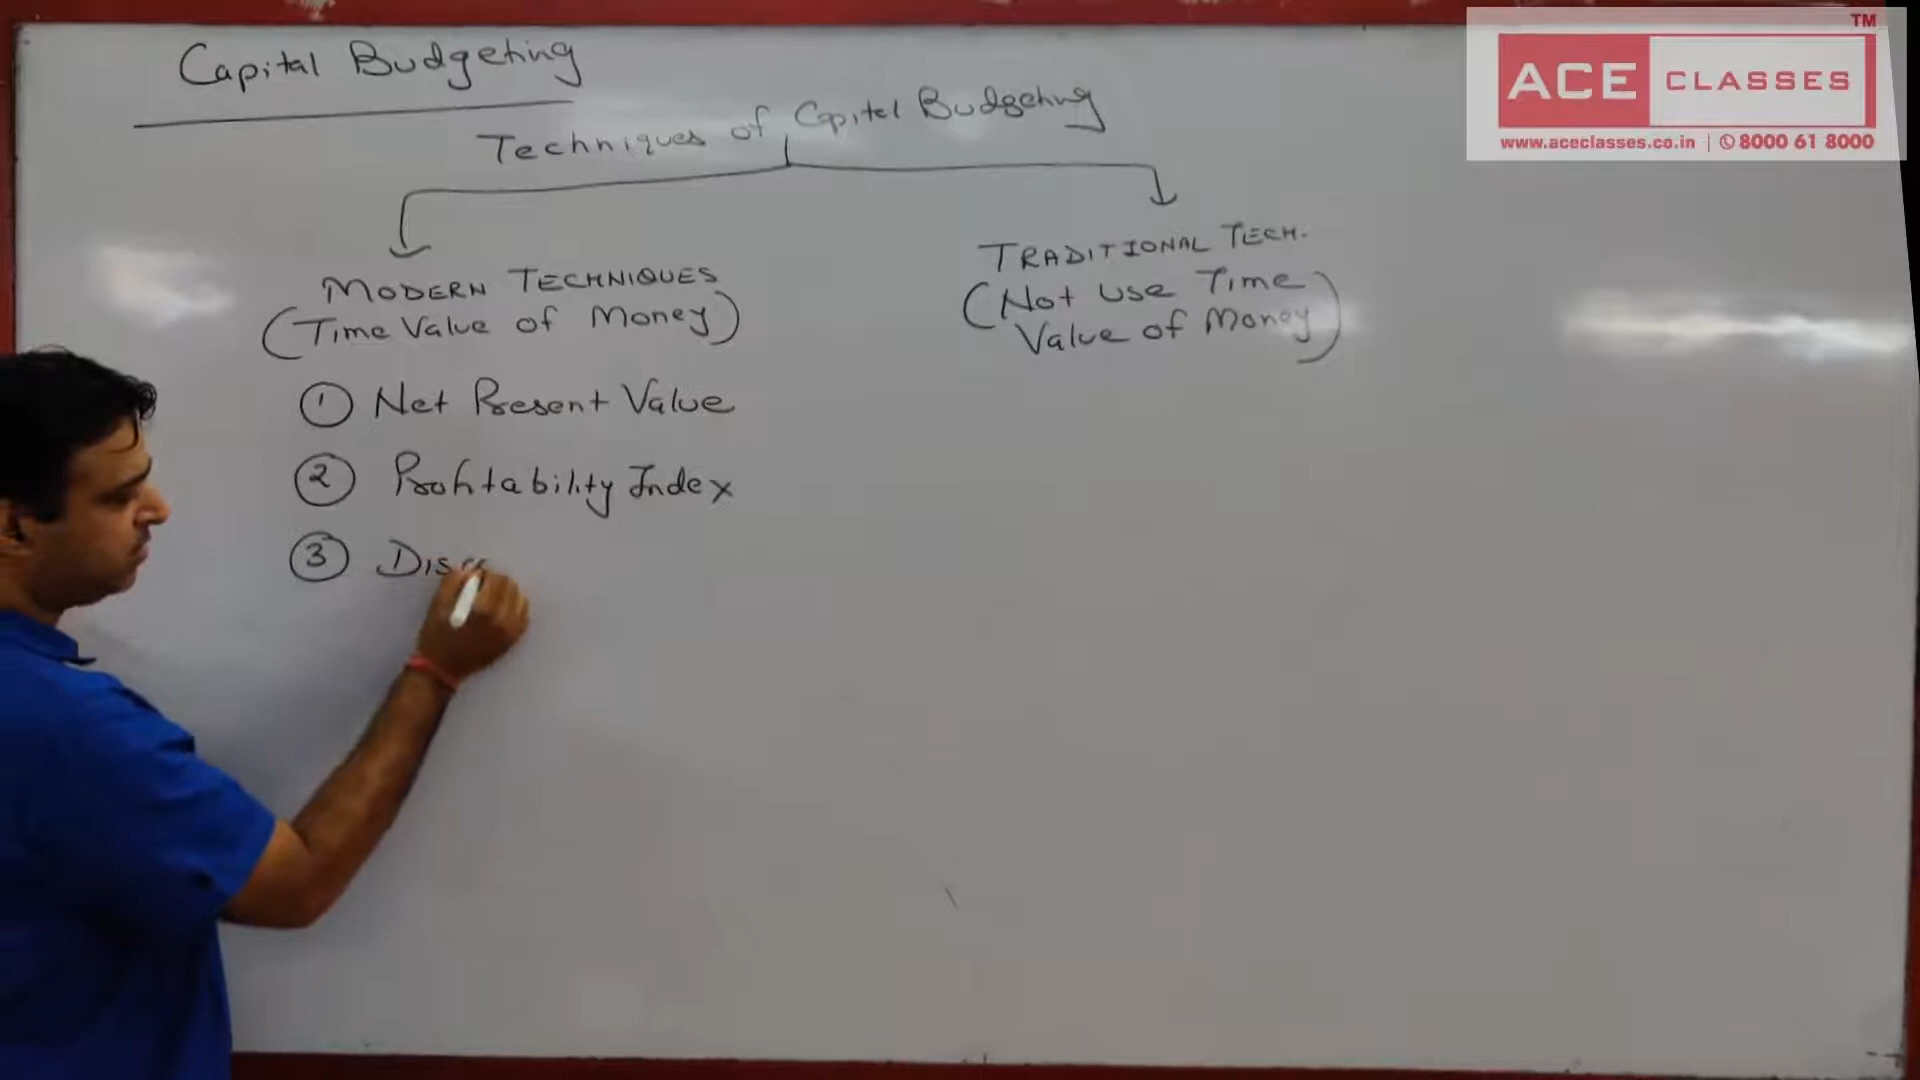 Capital Budgeting
Techniques of Capital Budgeting
MODERN TECHNIQUES
(Time Value of Money)
① Net Present Value
② Profitability Index
③ Disc
TRADITIONAL TECH.
(Not use Time
Value of Money)
ACE CLASSES
TM
www.aceclasses.co.in | ✆ 8000 61 8000